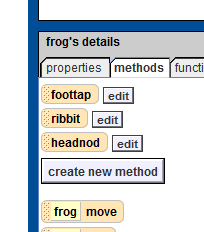 frog's details
properties methods functi
foottap edit
ribbit edit
headnod edit
create new method
frog move